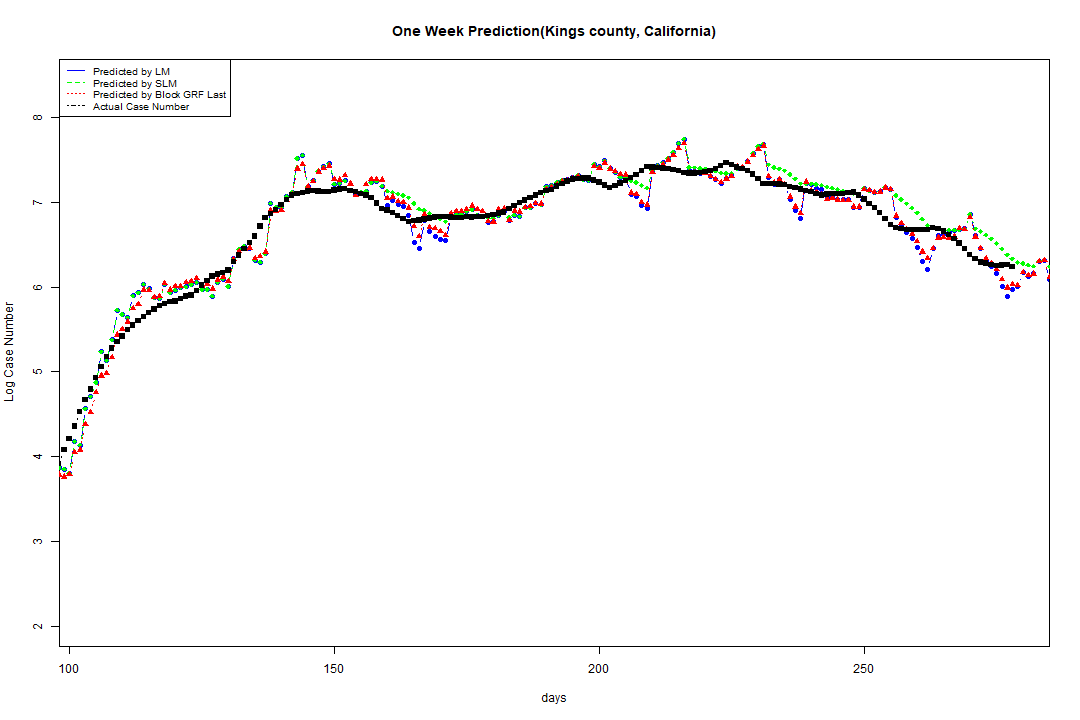 One Week Prediction(Kings county, California)
Predicted by LM
Predicted by SLM
Predicted by Block GRF Last
Actual Case Number
8
7
6
5
4
3
2
Log Case Number
100 150 200 250
days